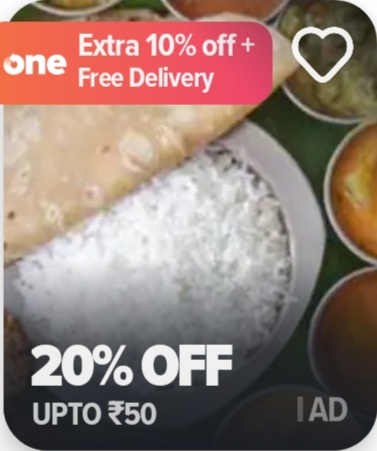 one
Extra 10% off +
Free Delivery
20% OFF
UPTO ₹50
AD